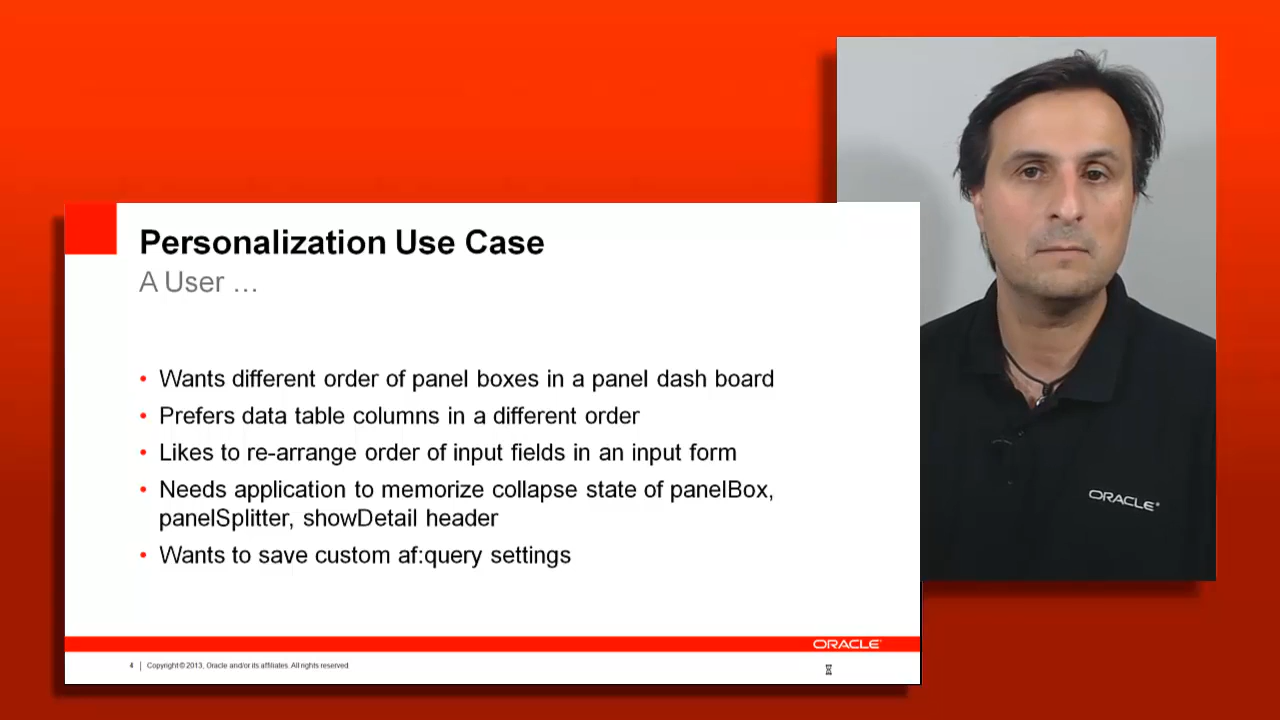 Personalization Use Case
A User …
• Wants different order of panel boxes in a panel dash board
• Prefers data table columns in a different order
• Likes to re-arrange order of input fields in an input form
• Needs application to memorize collapse state of panelBox,
panelSplitter, showDetail header
• Wants to save custom af:query settings
ORACLE®
ORACLE®
4 | Copyright © 2013, Oracle and/or its affiliates. All rights reserved